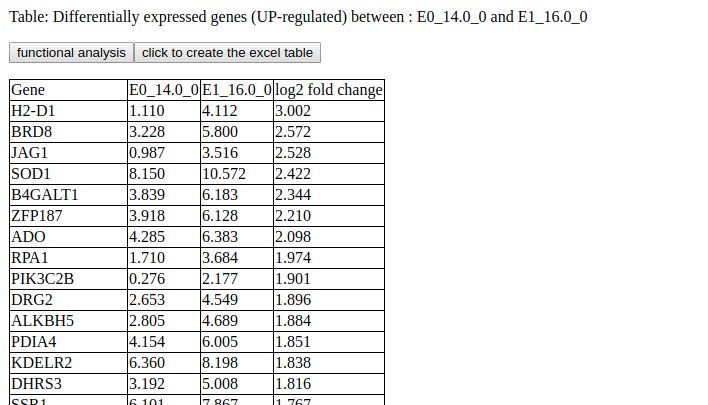 Table: Differentially expressed genes (UP-regulated) between : E0_14.0_0 and E1_16.0_0
functional analysis click to create the excel table
Gene E0_14.0_0 E1_16.0_0 log2 fold change
H2-D1 1.110 4.112 3.002
BRD8 3.228 5.800 2.572
JAG1 0.987 3.516 2.528
SOD1 8.150 10.572 2.422
B4GALT1 3.839 6.183 2.344
ZFP187 3.918 6.128 2.210
ADO 4.285 6.383 2.098
RPA1 1.710 3.684 1.974
PIK3C2B 0.276 2.177 1.901
DRG2 2.653 4.549 1.896
ALKBH5 2.805 4.689 1.884
PDIA4 4.154 6.005 1.851
KDELR2 6.360 8.198 1.838
DHRS3 3.192 5.008 1.816
SSR1 6.101 7.867 1.767